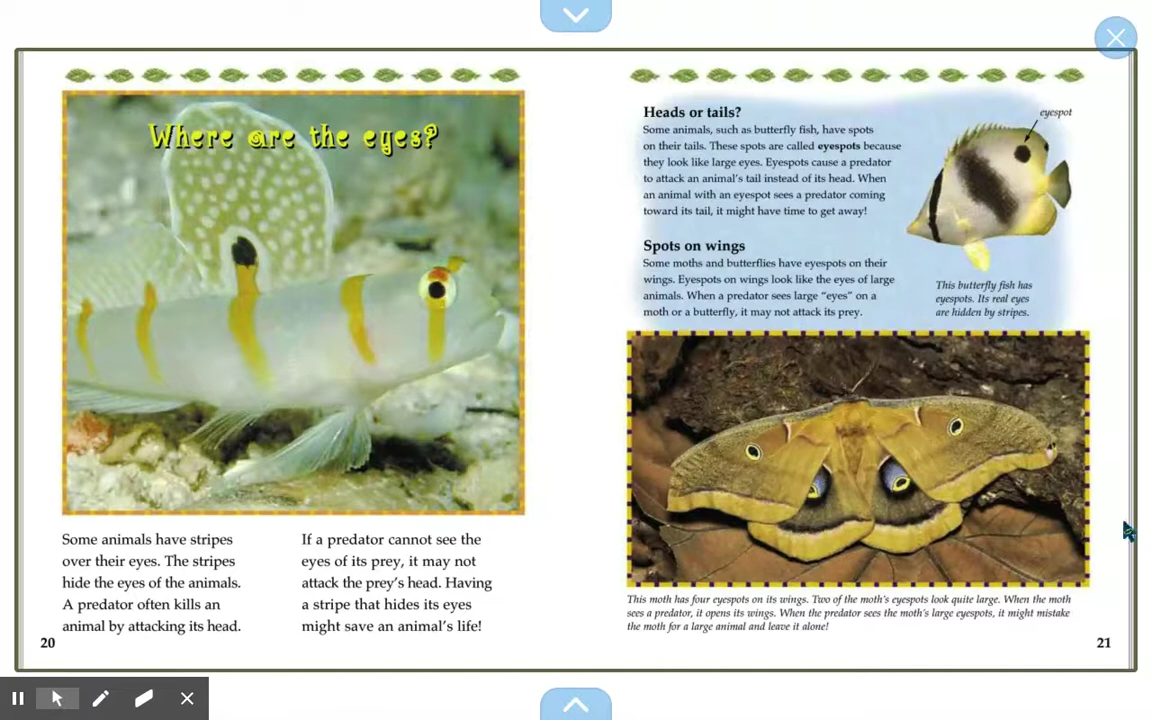 Where are the eyes?
Some animals have stripes
over their eyes. The stripes
hide the eyes of the animals.
A predator often kills an
animal by attacking its head.
If a predator cannot see the
eyes of its prey, it may not
attack the prey's head. Having
a stripe that hides its eyes
might save an animal's life!
20
Heads or tails?
Some animals, such as butterfly fish, have spots
on their tails. These spots are called eyespots because
they look like large eyes. Eyespots cause a predator
to attack an animal's tail instead of its head. When
an animal with an eyespot sees a predator coming
toward its tail, it might have time to get away!
eyespot
Spots on wings
Some moths and butterflies have eyespots on their
wings. Eyespots on wings look like the eyes of large
animals. When a predator sees large "eyes" on a
moth or a butterfly, it may not attack its prey.
This butterfly fish has
eyespots. Its real eyes
are hidden by stripes.
This moth has four eyespots on its wings. Two of the moth's eyespots look quite large. When the moth
sees a predator, it opens its wings. When the predator sees the moth's large eyespots, it might mistake
the moth for a large animal and leave it alone!
21